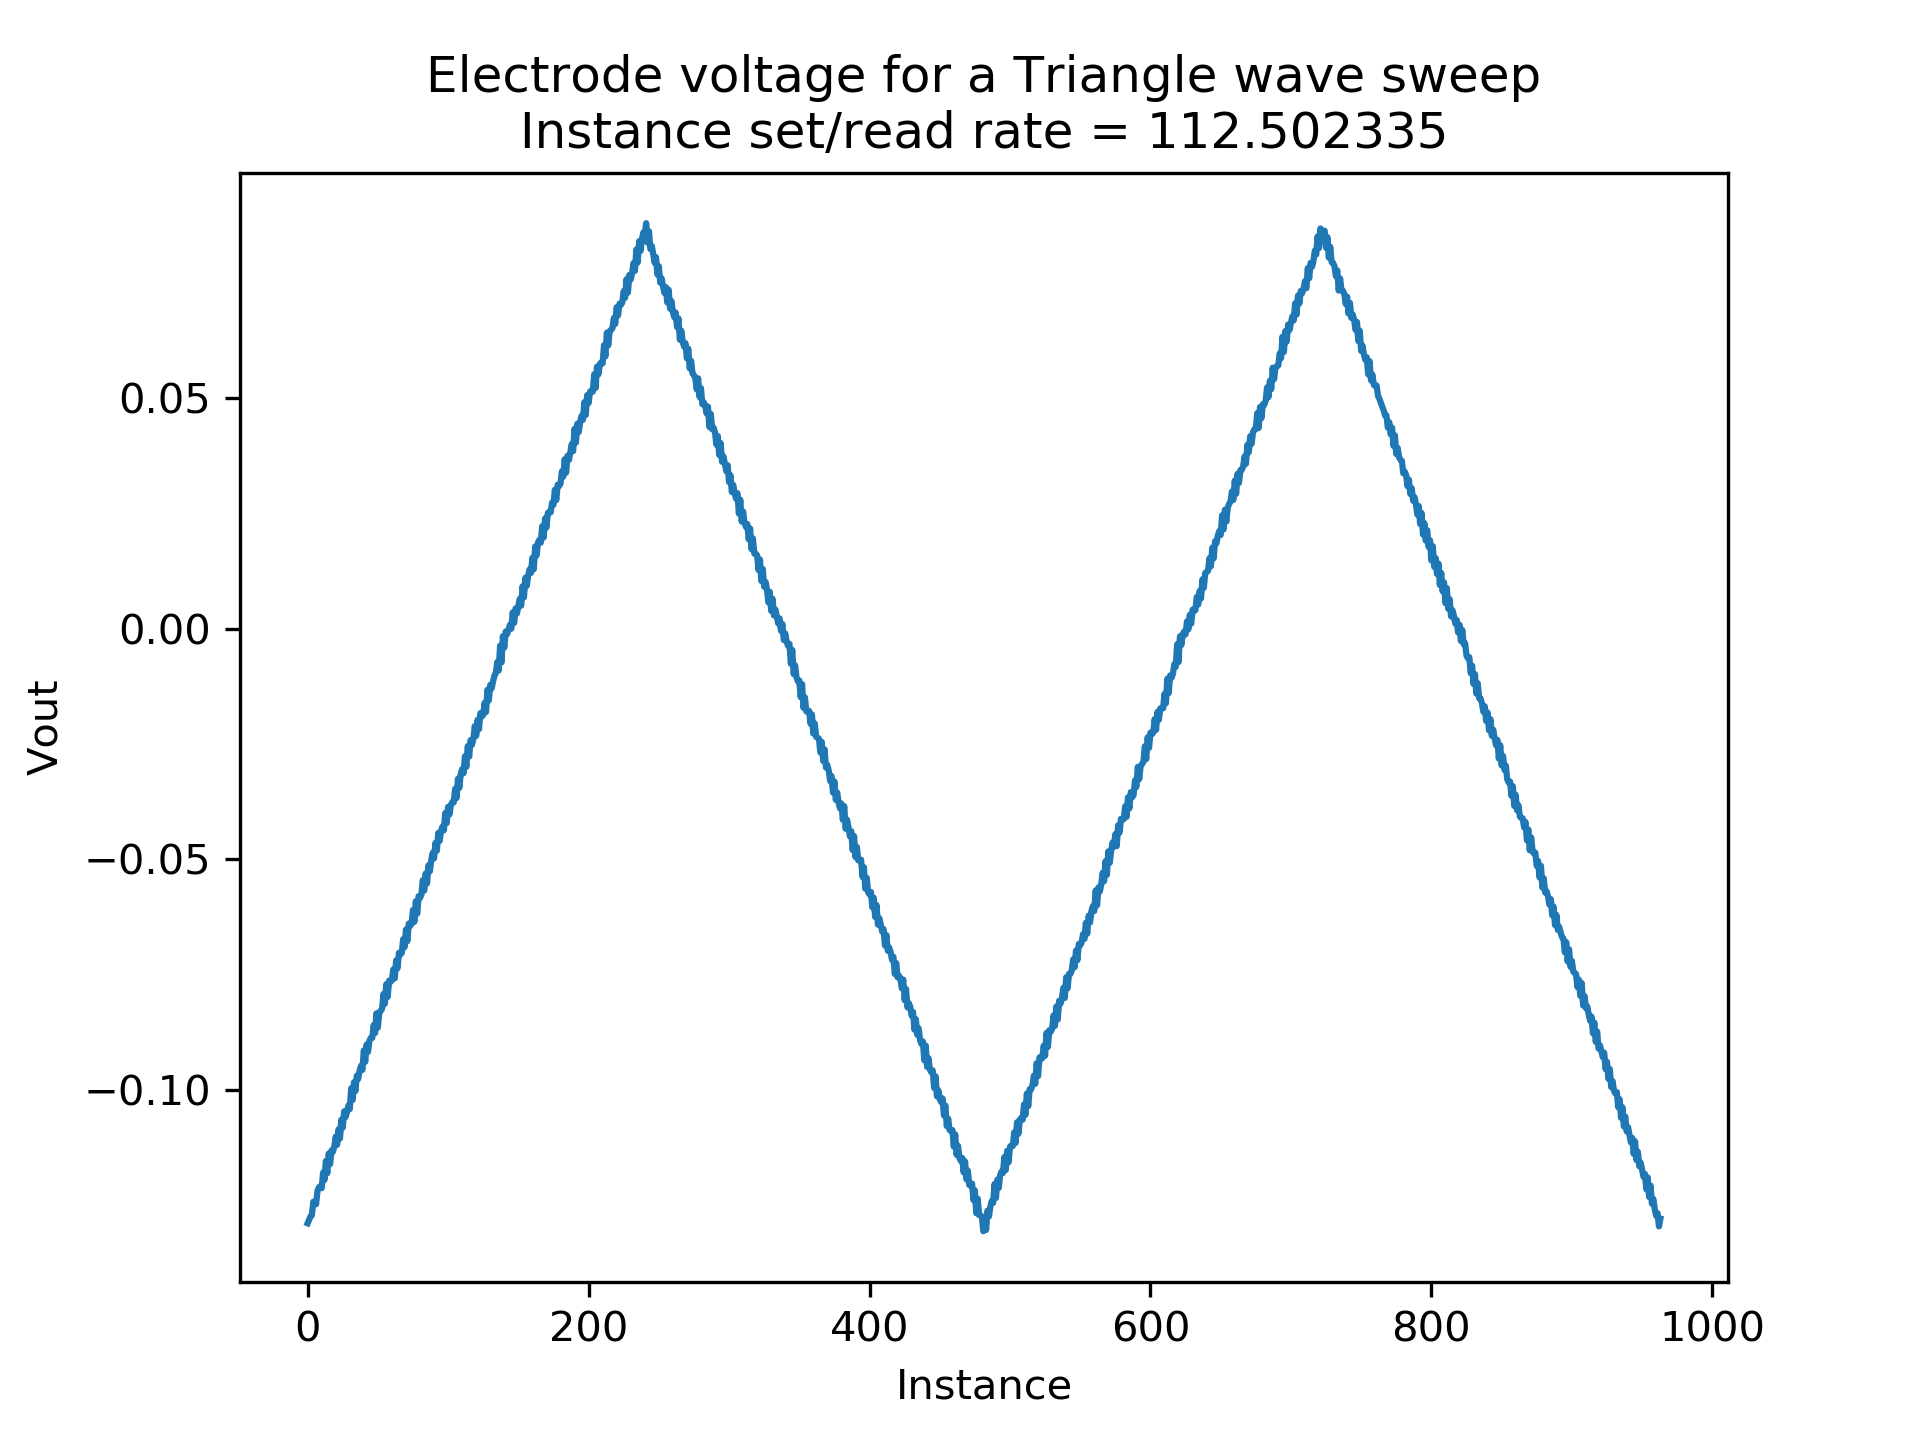 Electrode voltage for a Triangle wave sweep
Instance set/read rate = 112.502335
0.05
0.00
−0.05
−0.10
Vout
0 200 400 600 800 1000
Instance